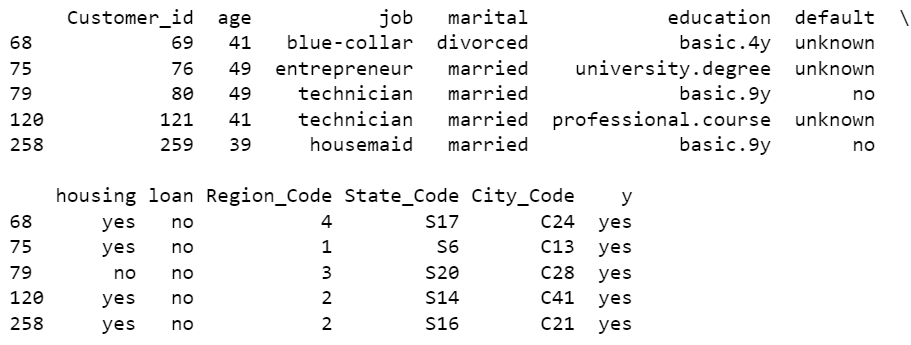 Customer_id age job marital education default \
68 69 41 blue-collar divorced basic.4y unknown
75 76 49 entrepreneur married university.degree unknown
79 80 49 technician married basic.9y no
120 121 41 technician married professional.course unknown
258 259 39 housemaid married basic.9y no
housing loan Region_Code State_Code City_Code y
68 yes no 4 S17 C24 yes
75 yes no 1 S6 C13 yes
79 no no 3 S20 C28 yes
120 yes no 2 S14 C41 yes
258 yes no 2 S16 C21 yes